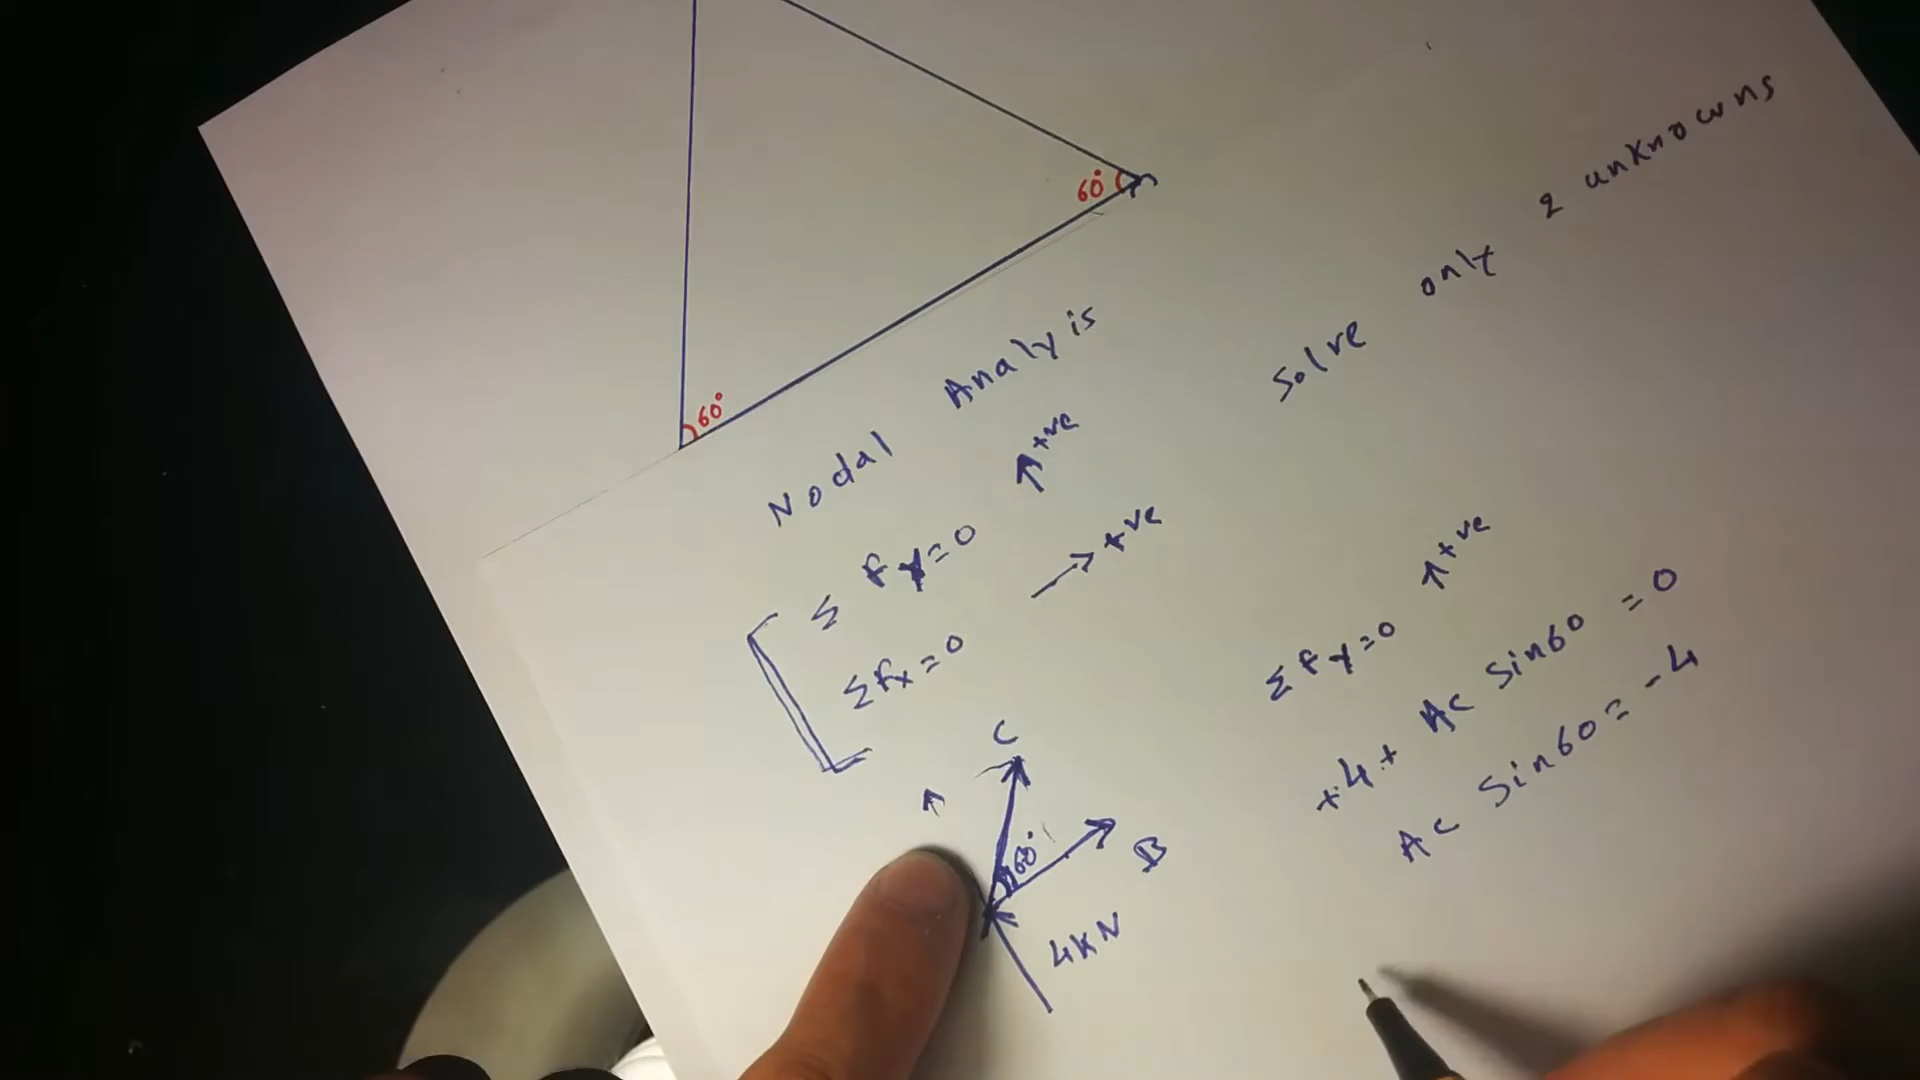 60°
60°
Nodal Analyis
Solve only 2 unknowns
Σ Fy=0 ↑+ve
ΣFx=0 → +ve
C
60°
B
4KN
ΣFy=0 ↑+ve
+4+ AC Sin60 = 0
AC Sin60= -4